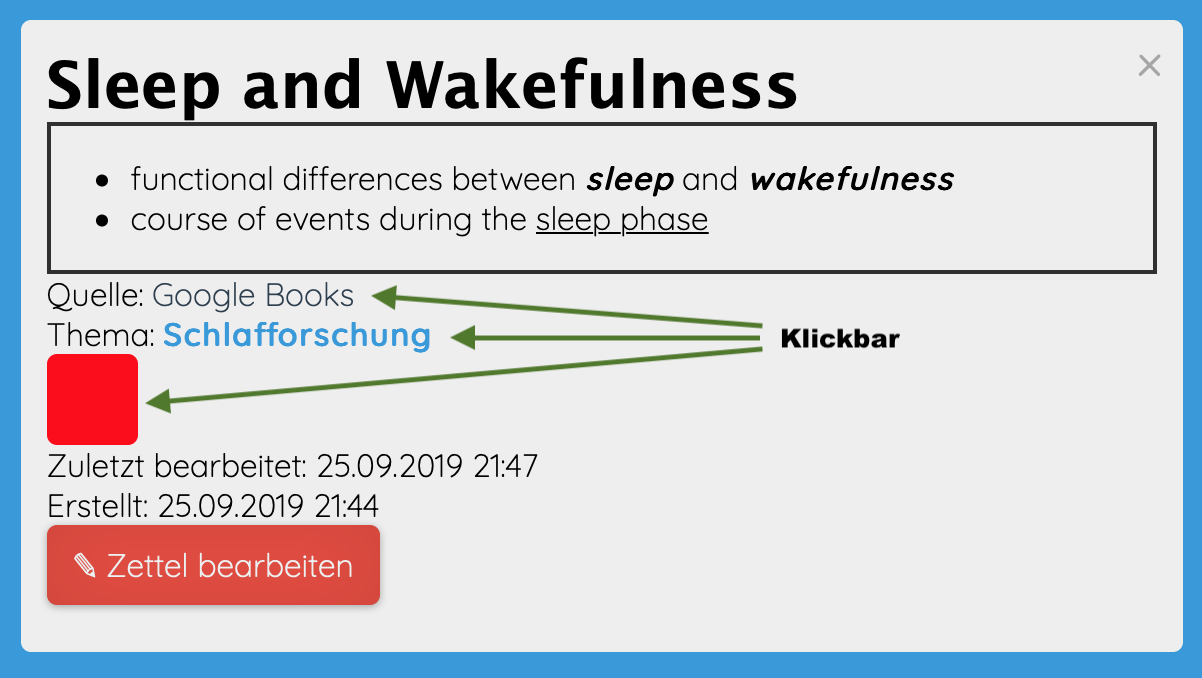 Sleep and Wakefulness
functional differences between sleep and wakefulness
course of events during the sleep phase
Quelle: Google Books
Thema: Schlafforschung
Klickbar
Zuletzt bearbeitet: 25.09.2019 21:47
Erstellt: 25.09.2019 21:44
✎ Zettel bearbeiten